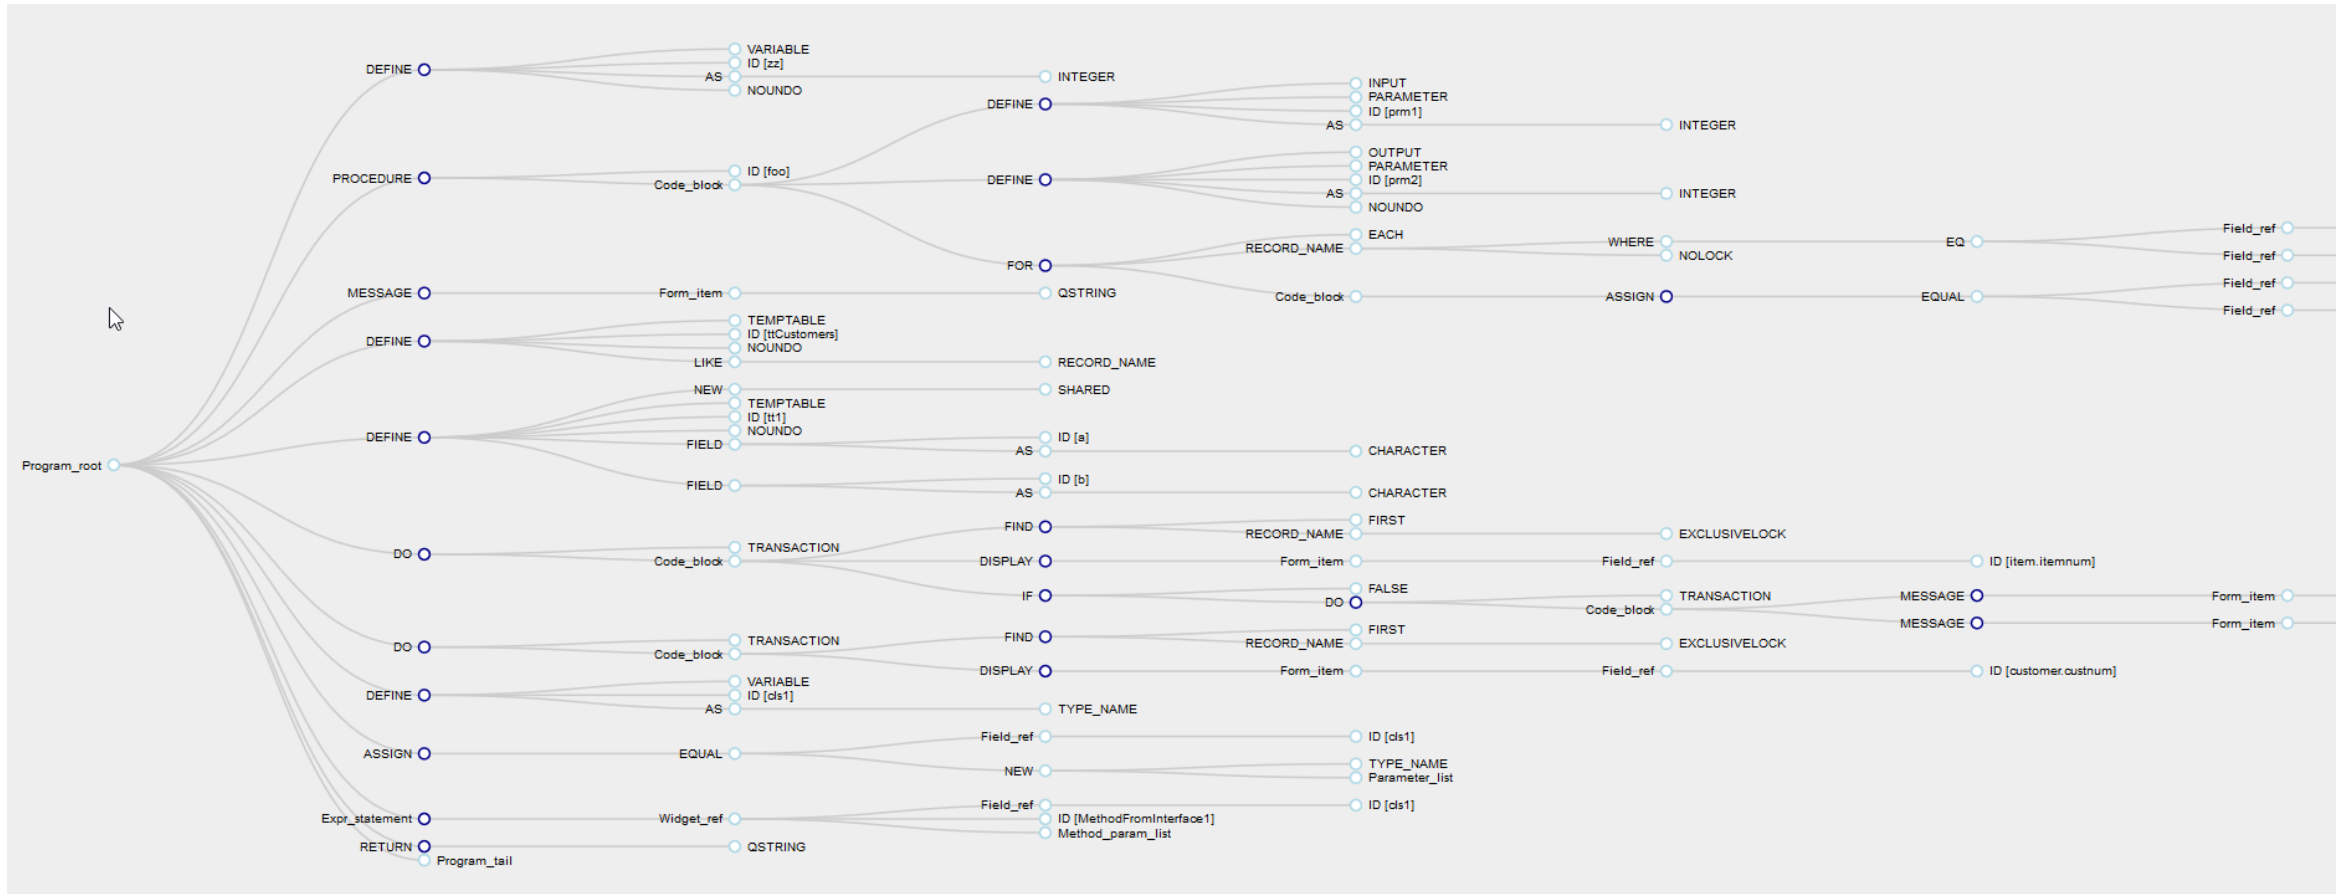 VARIABLE
DEFINE
ID [zz]
AS
INTEGER
NOUNDO
INPUT
DEFINE
PARAMETER
ID [prm1]
AS
INTEGER
OUTPUT
PARAMETER
PROCEDURE
ID [foo]
Code_block
DEFINE
ID [prm2]
AS
INTEGER
NOUNDO
Field_ref
EACH
RECORD_NAME
WHERE
EQ
NOLOCK
Field_ref
FOR
Field_ref
MESSAGE
Form_item
QSTRING
Code_block
ASSIGN
EQUAL
Field_ref
TEMPTABLE
DEFINE
ID [ttCustomers]
NOUNDO
LIKE
RECORD_NAME
NEW
SHARED
TEMPTABLE
ID [tt1]
DEFINE
NOUNDO
FIELD
ID [a]
AS
CHARACTER
Program_root
FIELD
ID [b]
AS
CHARACTER
FIND
FIRST
RECORD_NAME
EXCLUSIVELOCK
DO
TRANSACTION
Code_block
DISPLAY
Form_item
Field_ref
ID [item.itemnum]
IF
FALSE
DO
TRANSACTION
Code_block
MESSAGE
Form_item
MESSAGE
Form_item
DO
TRANSACTION
Code_block
FIND
FIRST
RECORD_NAME
EXCLUSIVELOCK
DISPLAY
Form_item
Field_ref
ID [customer.custnum]
DEFINE
VARIABLE
ID [cls1]
AS
TYPE_NAME
ASSIGN
EQUAL
Field_ref
ID [cls1]
NEW
TYPE_NAME
Parameter_list
Expr_statement
Widget_ref
Field_ref
ID [cls1]
ID [MethodFromInterface1]
Method_param_list
RETURN
QSTRING
Program_tail